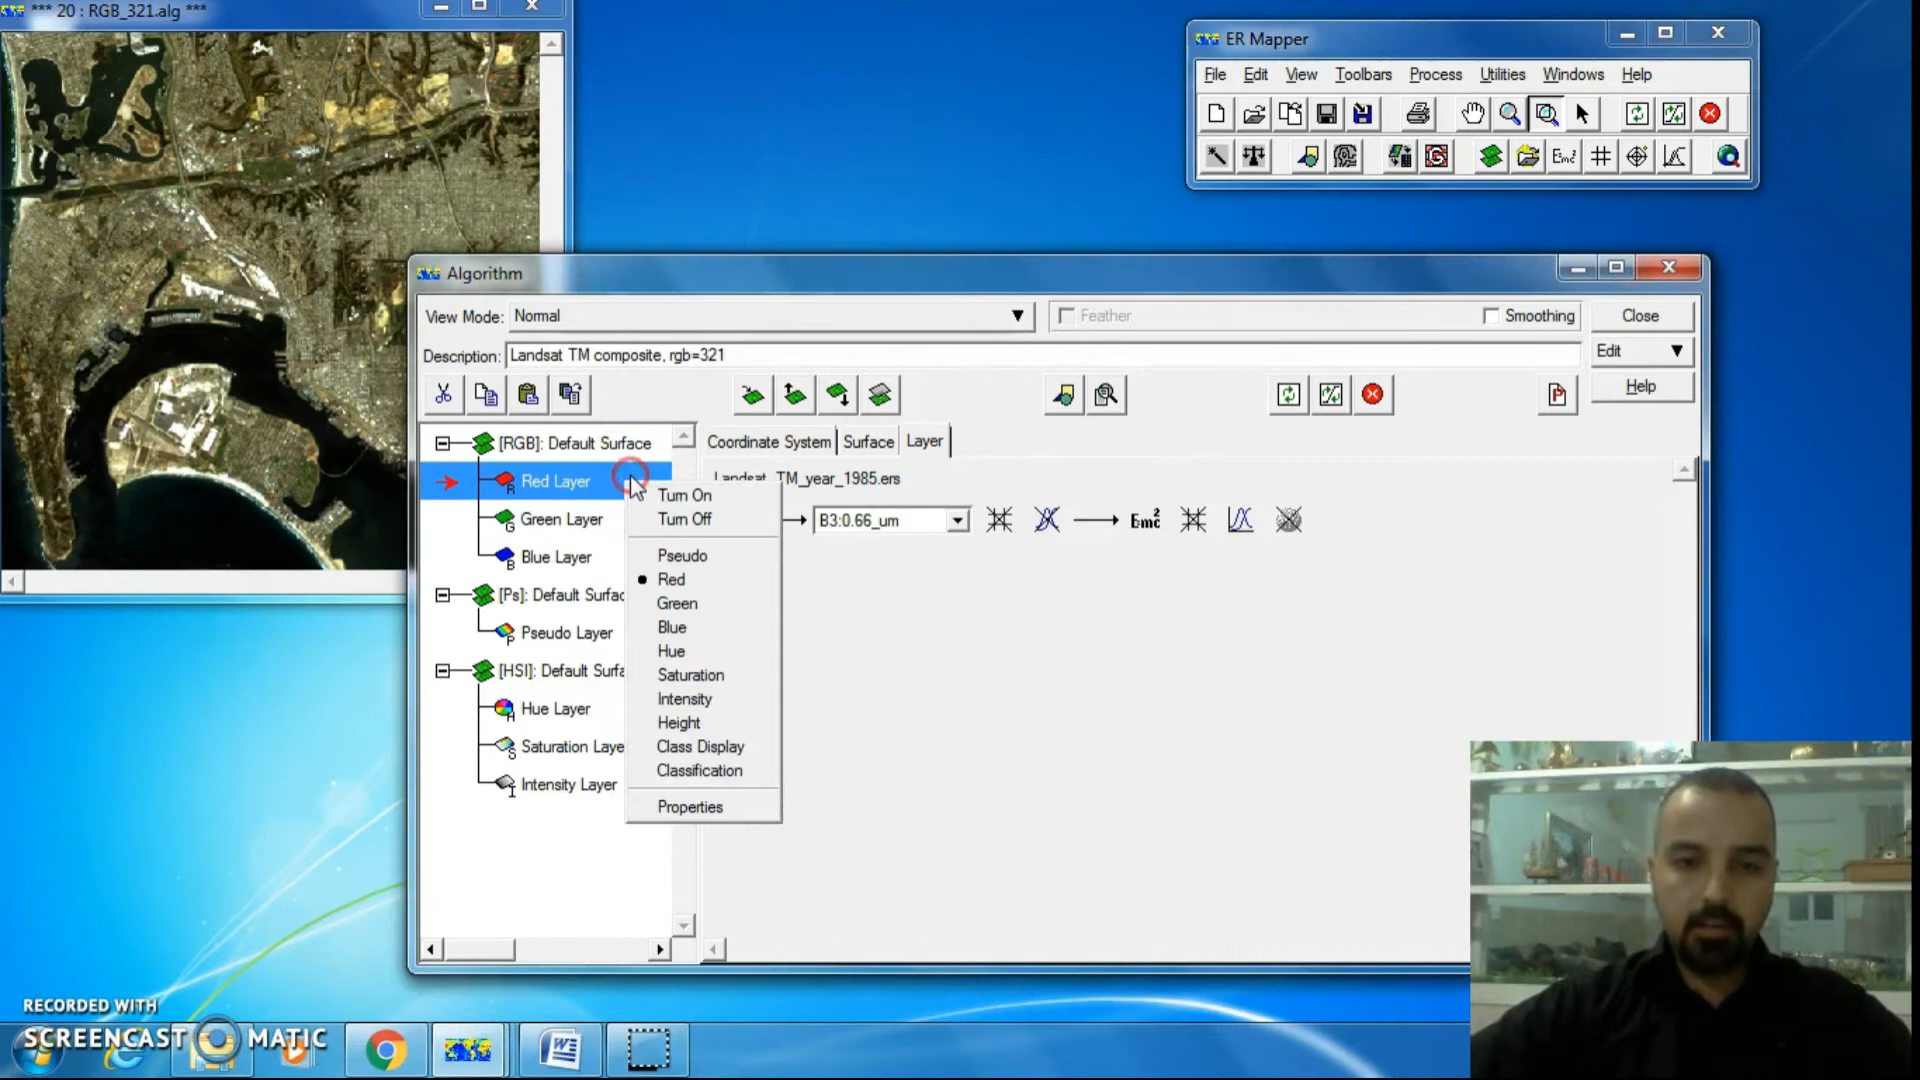 *** 20 : RGB_321.alg ***
ER Mapper
File Edit View Toolbars Process Utilities Windows Help
Emc²
Algorithm
View Mode: Normal
Feather
Smoothing
Close
Description: Landsat TM composite, rgb=321
Edit
Help
[RGB]: Default Surface
Red Layer
Green Layer
Blue Layer
[Ps]: Default Surfac
Pseudo Layer
[HSI]: Default Surfa
Hue Layer
Saturation Laye
Intensity Layer
Coordinate System Surface Layer
Landsat_TM_year_1985.ers
B3:0.66_um
Emc²
Turn On
Turn Off
Pseudo
Red
Green
Blue
Hue
Saturation
Intensity
Height
Class Display
Classification
Properties
RECORDED WITH
SCREENCAST MATIC